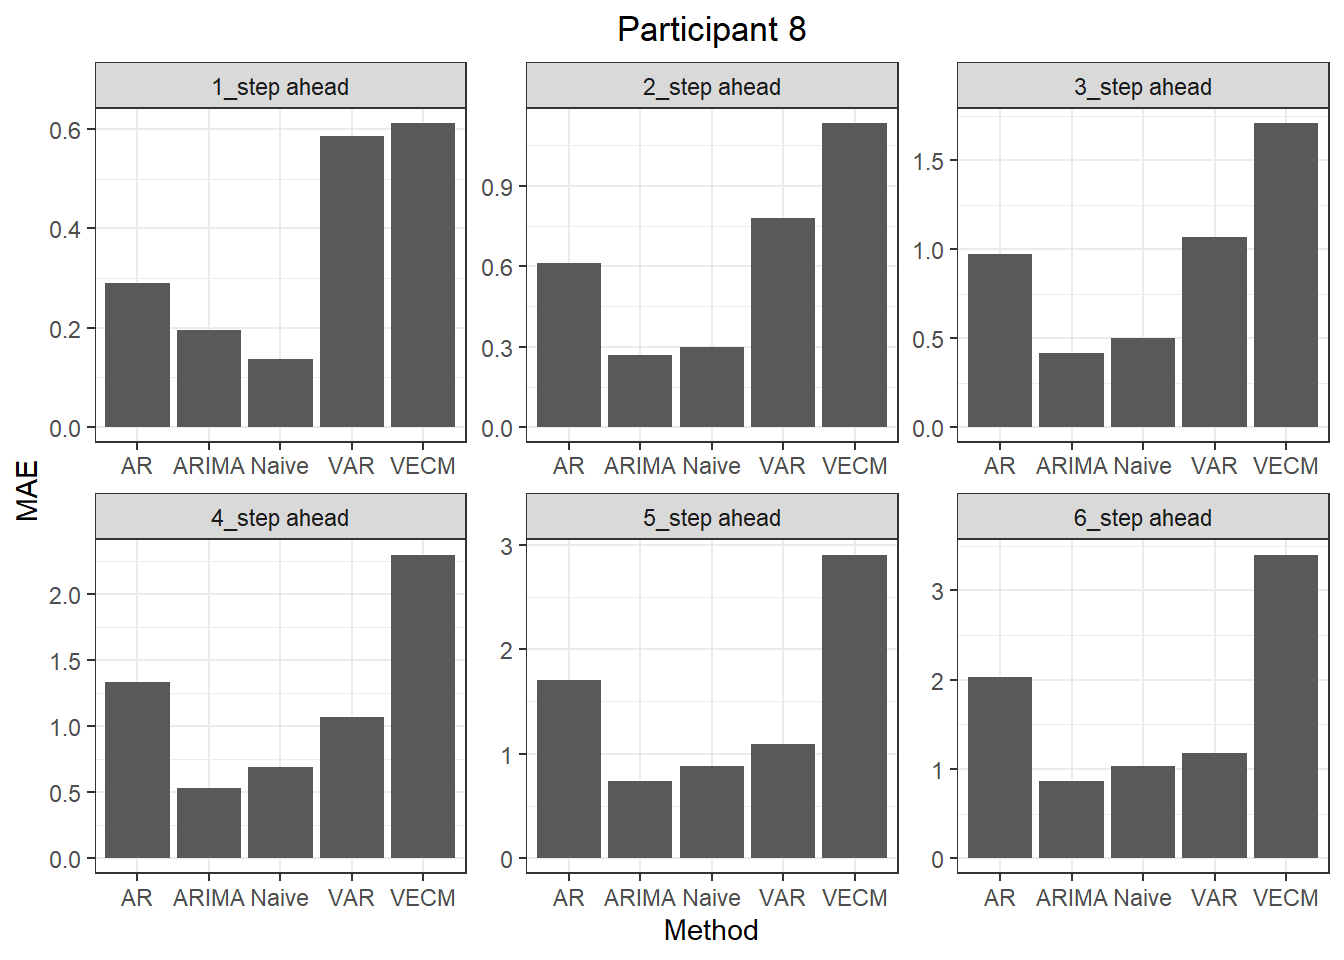 Participant 8
1_step ahead
2_step ahead
3_step ahead
0.6
0.4
0.2
0.0
0.9
0.6
0.3
0.0
1.5
1.0
0.5
0.0
AR ARIMA Naive VAR VECM
AR ARIMA Naive VAR VECM
AR ARIMA Naive VAR VECM
MAE
4_step ahead
5_step ahead
6_step ahead
2.0
1.5
1.0
0.5
0.0
3
2
1
0
3
2
1
0
AR ARIMA Naive VAR VECM
AR ARIMA Naive VAR VECM
AR ARIMA Naive VAR VECM
Method